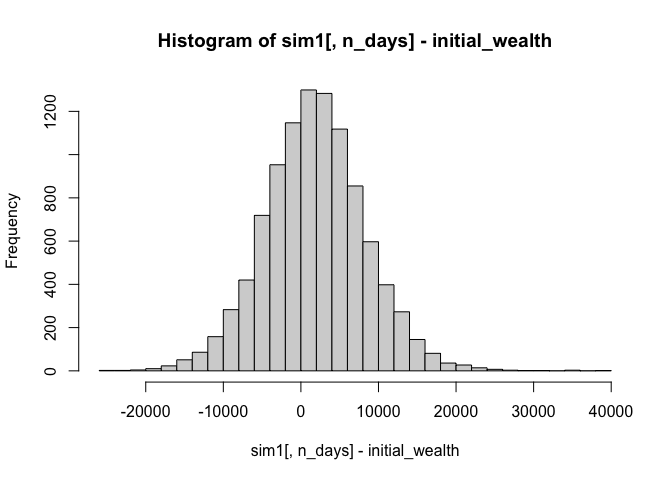 Histogram of sim1[, n_days] - initial_wealth
Frequency
1200
800
600
400
200
0
-20000 -10000 0 10000 20000 30000 40000
sim1[, n_days] - initial_wealth